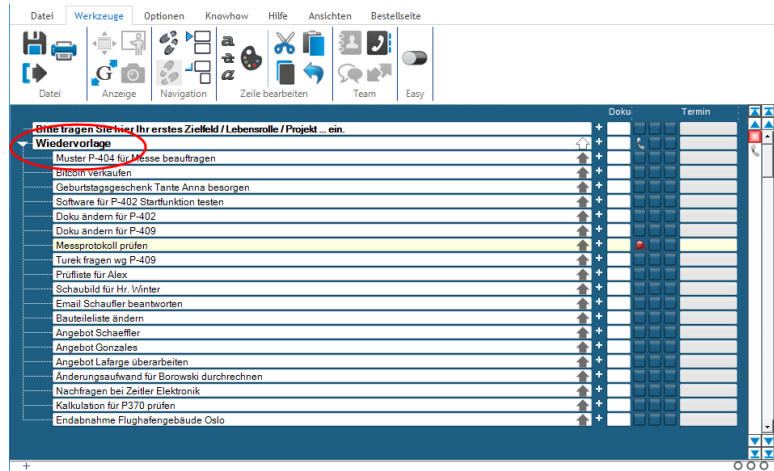 Datei Werkzeuge Optionen Knowhow Hilfe Ansichten Bestellseite
a
a
G a
Datei Anzeige Navigation Zeile bearbeiten Team Easy
Doku Termin
Bitte tragen Sie hier Ihr erstes Zielfeld / Lebensrolle / Projekt ... ein.
Wiedervorlage
Muster P-404 für Messe beauftragen
Bitcoin verkaufen
Geburtstagsgeschenk Tante Anna besorgen
Software für P-402 Startfunktion testen
Doku ändern für P-402
Doku ändern für P-409
Messprotokoll prüfen
Turek fragen wg P-409
Prüfliste für Alex
Schaubild für Hr. Winter
Email Schaufler beantworten
Bauteileliste ändern
Angebot Schaeffler
Angebot Gonzales
Angebot Lafarge überarbeiten
Änderungsaufwand für Borowski durchrechnen
Nachfragen bei Zeitler Elektronik
Kalkulation für P370 prüfen
Endabnahme Flughafengebäude Oslo